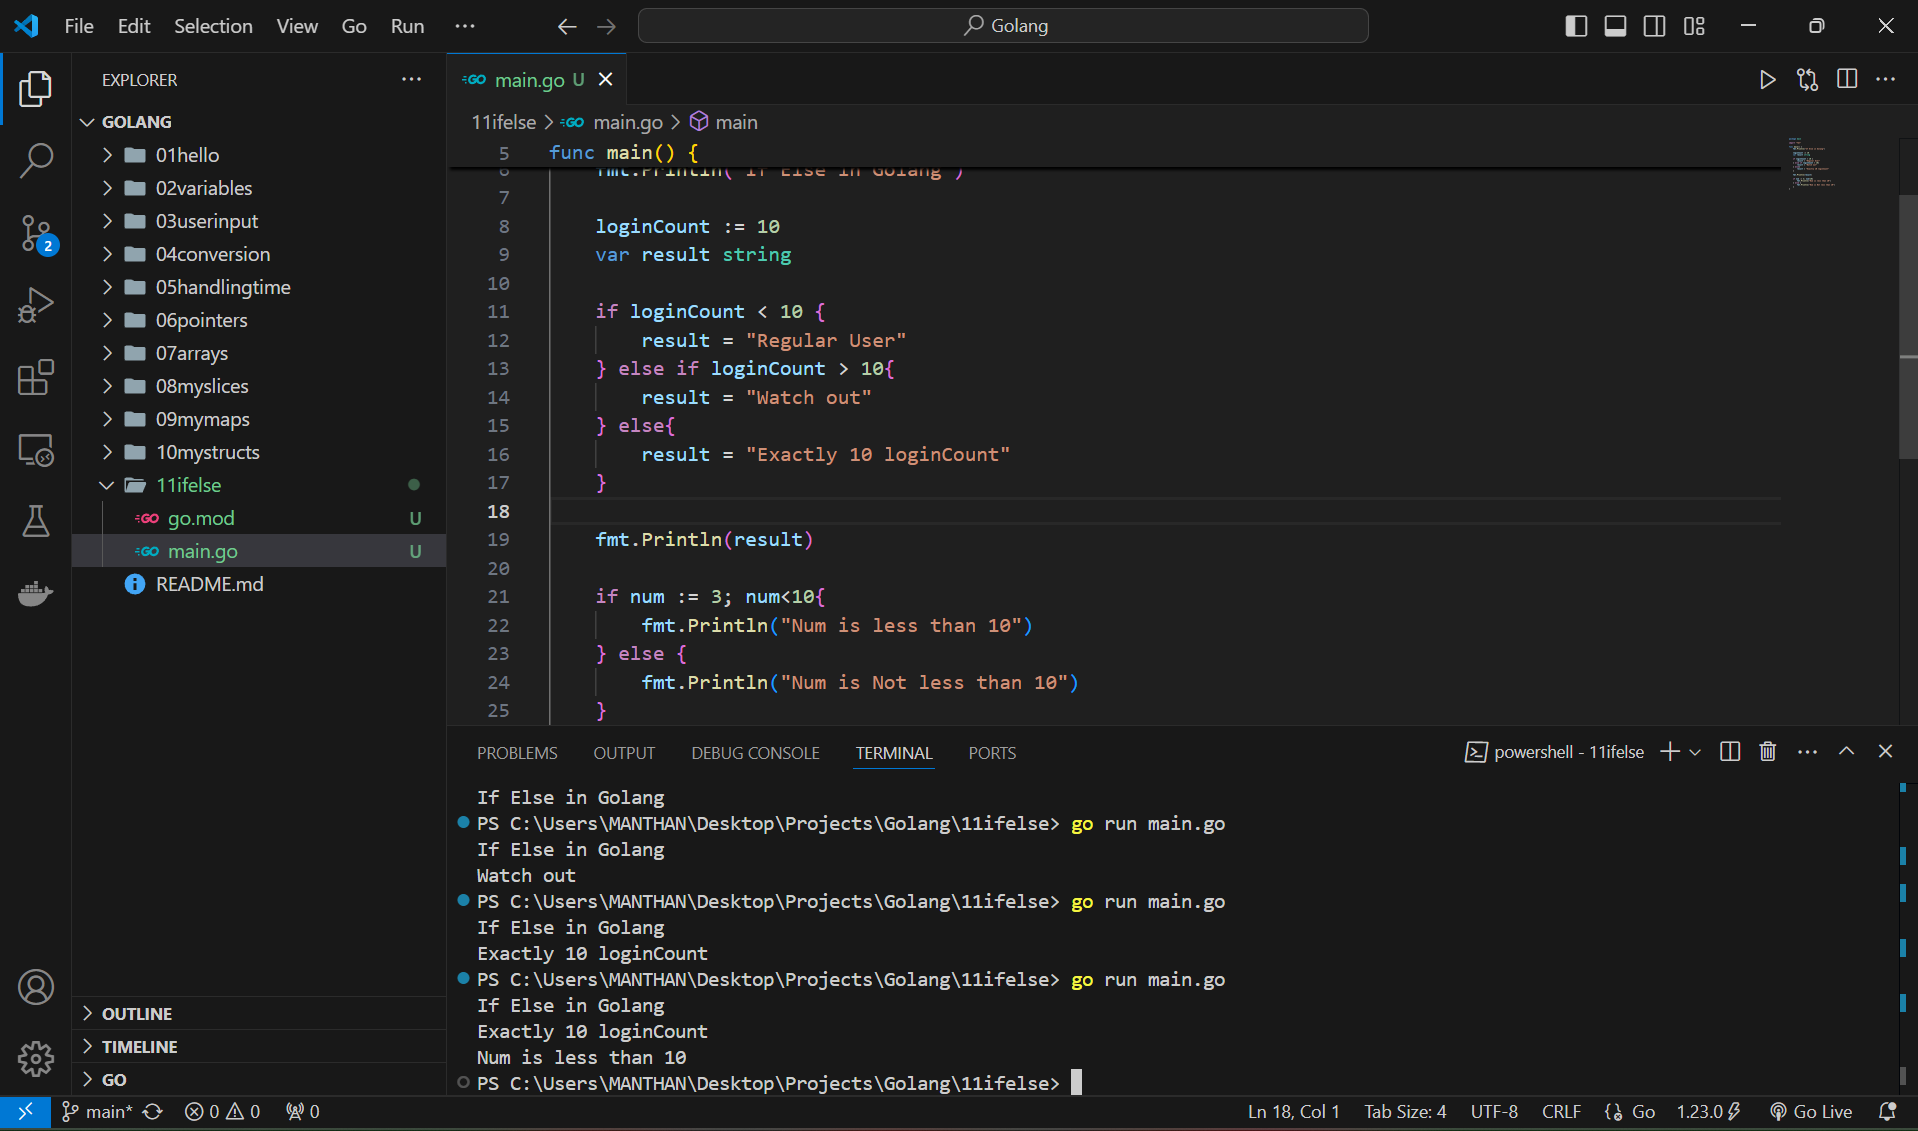 File Edit Selection View Go Run ··· Golang
EXPLORER ···
GOLANG
01hello
02variables
03userinput
04conversion
05handlingtime
06pointers
07arrays
08myslices
09mymaps
10mystructs
11ifelse
go.mod U
main.go U
README.md
OUTLINE
TIMELINE
GO
2
main.go U
11ifelse > main.go > main
5 func main() {
6 fmt.Println("If Else in Golang")
7
8 loginCount := 10
9 var result string
10
11 if loginCount < 10 {
12 result = "Regular User"
13 } else if loginCount > 10{
14 result = "Watch out"
15 } else{
16 result = "Exactly 10 loginCount"
17 }
18
19 fmt.Println(result)
20
21 if num := 3; num<10{
22 fmt.Println("Num is less than 10")
23 } else {
24 fmt.Println("Num is Not less than 10")
25 }
PROBLEMS OUTPUT DEBUG CONSOLE TERMINAL PORTS powershell - 11ifelse
If Else in Golang
PS C:\Users\MANTHAN\Desktop\Projects\Golang\11ifelse> go run main.go
If Else in Golang
Watch out
PS C:\Users\MANTHAN\Desktop\Projects\Golang\11ifelse> go run main.go
If Else in Golang
Exactly 10 loginCount
PS C:\Users\MANTHAN\Desktop\Projects\Golang\11ifelse> go run main.go
If Else in Golang
Exactly 10 loginCount
Num is less than 10
PS C:\Users\MANTHAN\Desktop\Projects\Golang\11ifelse>
main* 0 0 0 Ln 18, Col 1 Tab Size: 4 UTF-8 CRLF Go 1.23.0 Go Live